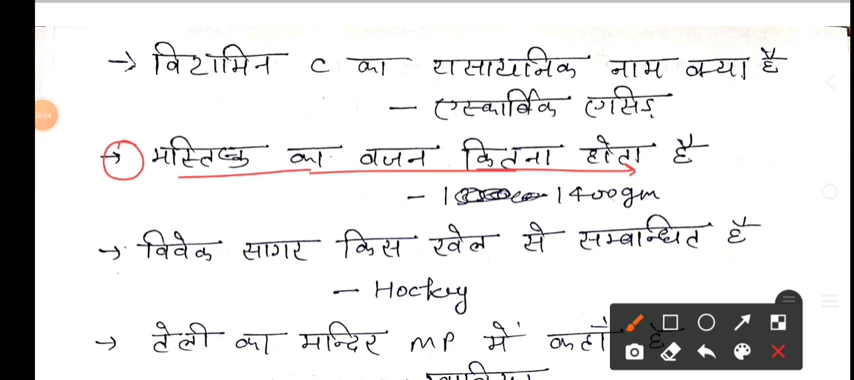 → विटामिन C का रासायनिक नाम क्या है
- एस्कार्बिक एसिड
→ मस्तिष्क का वजन कितना होता है
- 1400gm
→ विवेक सागर किस खेल से सम्बन्धित है
- Hockey
→ तेली का मन्दिर MP में कहाँ है